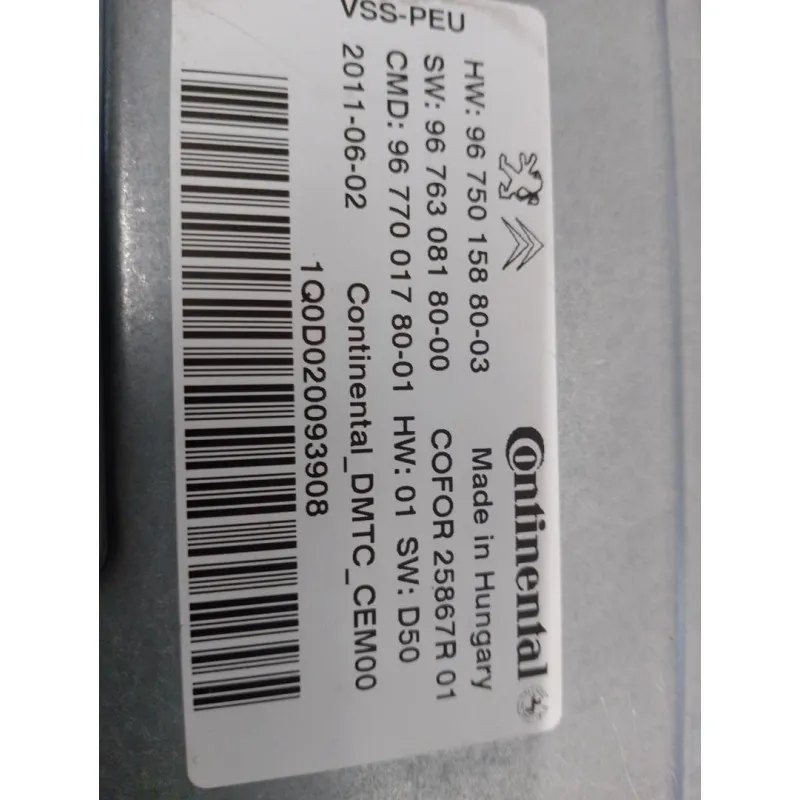 Continental
HW: 96 750 158 80-03 Made in Hungary
SW: 96 763 081 80-00 COFOR 25867R 01
CMD: 96 770 017 80-01 HW: 01 SW: D50
2011-06-02 Continental_DMTC_CEM00
VSS-PEU
1Q0D020093908